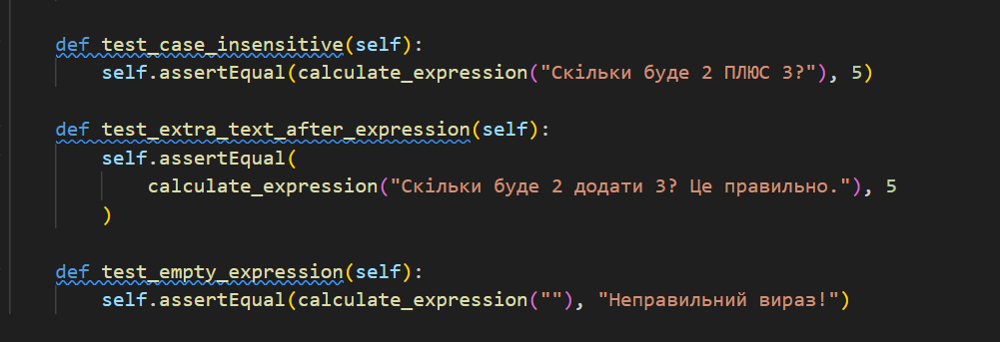 def test_case_insensitive(self):
self.assertEqual(calculate_expression("Скільки буде 2 ПЛЮС 3?"), 5)
def test_extra_text_after_expression(self):
self.assertEqual(
calculate_expression("Скільки буде 2 додати 3? Це правильно."), 5
)
def test_empty_expression(self):
self.assertEqual(calculate_expression(""), "Неправильний вираз!")